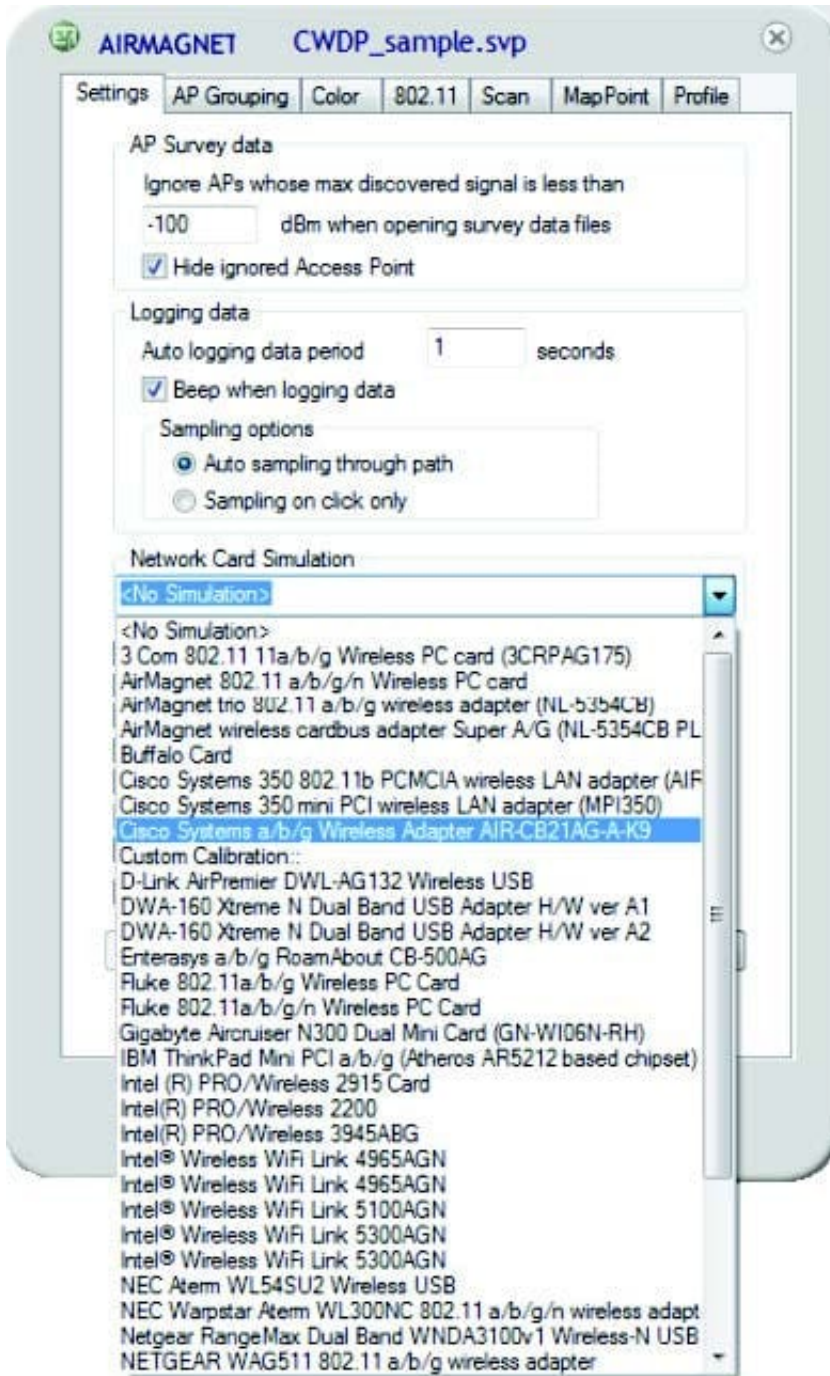 AIRMAGNET CWDP_sample.svp
Settings AP Grouping Color 802.11 Scan MapPoint Profile
AP Survey data
Ignore APs whose max discovered signal is less than
-100 dBm when opening survey data files
Hide ignored Access Point
Logging data
Auto logging data period 1 seconds
Beep when logging data
Sampling options
Auto sampling through path
Sampling on click only
Network Card Simulation
<No Simulation>
<No Simulation>
3 Com 802.11 11a/b/g Wireless PC card (3CRPAG175)
AirMagnet 802.11 a/b/g/n Wireless PC card
AirMagnet trio 802.11 a/b/g wireless adapter (NL-5354CB)
AirMagnet wireless cardbus adapter Super A/G (NL-5354CB PL
Buffalo Card
Cisco Systems 350 802.11b PCMCIA wireless LAN adapter (AIR
Cisco Systems 350 mini PCI wireless LAN adapter (MPI350)
Cisco Systems a/b/g Wireless Adapter AIR-CB21AG-A-K9
Custom Calibration::
D-Link AirPremier DWL-AG132 Wireless USB
DWA-160 Xtreme N Dual Band USB Adapter H/W ver A1
DWA-160 Xtreme N Dual Band USB Adapter H/W ver A2
Enterasys a/b/g RoamAbout CB-500AG
Fluke 802.11a/b/g Wireless PC Card
Fluke 802.11a/b/g/n Wireless PC Card
Gigabyte Aircruiser N300 Dual Mini Card (GN-WI06N-RH)
IBM ThinkPad Mini PCI a/b/g (Atheros AR5212 based chipset)
Intel (R) PRO/Wireless 2915 Card
Intel(R) PRO/Wireless 2200
Intel(R) PRO/Wireless 3945ABG
Intel® Wireless WiFi Link 4965AGN
Intel® Wireless WiFi Link 4965AGN
Intel® Wireless WiFi Link 5100AGN
Intel® Wireless WiFi Link 5300AGN
Intel® Wireless WiFi Link 5300AGN
NEC Aterm WL54SU2 Wireless USB
NEC Warpstar Aterm WL300NC 802.11 a/b/g/n wireless adapt
Netgear RangeMax Dual Band WNDA3100v1 Wireless-N USB
NETGEAR WAG511 802.11 a/b/g wireless adapter